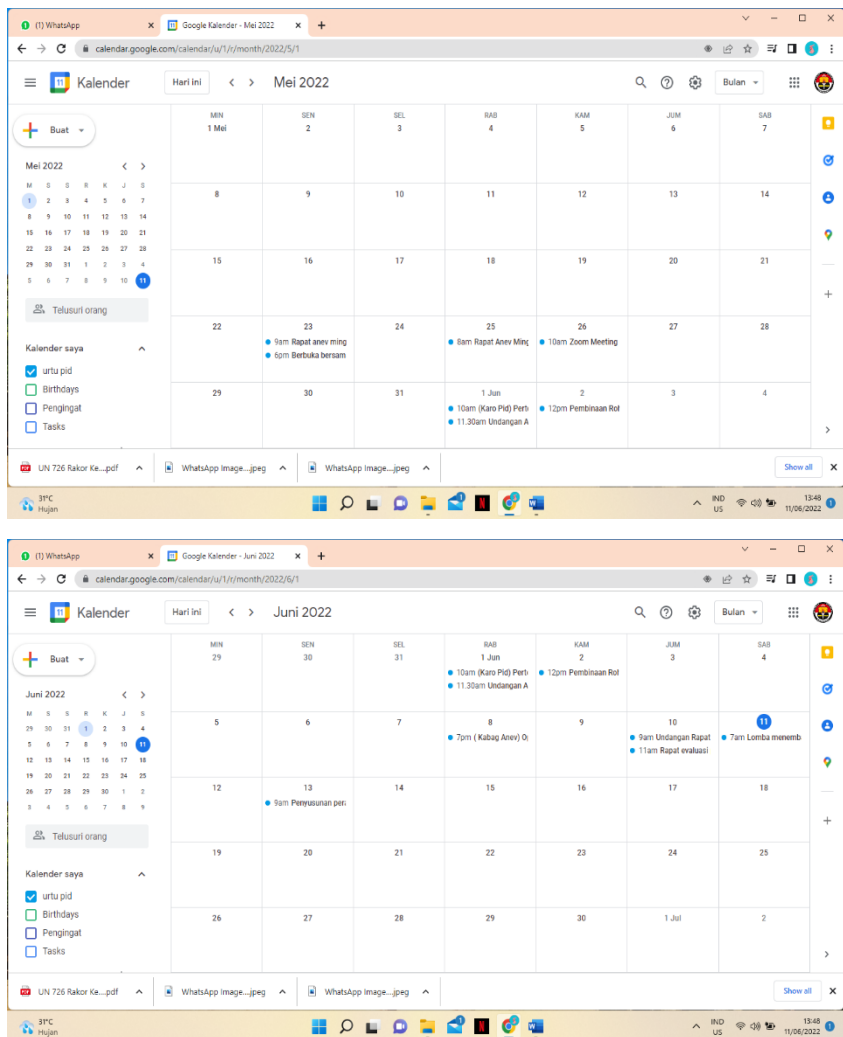 (1) WhatsApp
Google Kalender - Mei 2022
calendar.google.com/calendar/u/1/r/month/2022/5/1
Kalender
Hari ini
Mei 2022
Bulan
Buat
Mei 2022
M S S R K J S
1 2 3 4 5 6 7
8 9 10 11 12 13 14
15 16 17 18 19 20 21
22 23 24 25 26 27 28
29 30 31 1 2 3 4
5 6 7 8 9 10 11
Telusuri orang
Kalender saya
urtu pid
Birthdays
Pengingat
Tasks
MIN SEN SEL RAB KAM JUM SAB
1 Mei 2 3 4 5 6 7
8 9 10 11 12 13 14
15 16 17 18 19 20 21
22 23 24 25 26 27 28
9am Rapat anev ming 8am Rapat Anev Ming 10am Zoom Meeting
6pm Berbuka bersam
29 30 31 1 Jun 2 3 4
10am (Karo Pid) Pert 12pm Pembinaan Rol
11.30am Undangan A
UN 726 Rakor Ke....pdf
WhatsApp Image....jpeg
WhatsApp Image....jpeg
Show all
31°C
Hujan
IND
US
13:48
11/06/2022
(1) WhatsApp
Google Kalender - Juni 2022
calendar.google.com/calendar/u/1/r/month/2022/6/1
Kalender
Hari ini
Juni 2022
Bulan
Buat
Juni 2022
M S S R K J S
29 30 31 1 2 3 4
5 6 7 8 9 10 11
12 13 14 15 16 17 18
19 20 21 22 23 24 25
26 27 28 29 30 1 2
3 4 5 6 7 8 9
Telusuri orang
Kalender saya
urtu pid
Birthdays
Pengingat
Tasks
MIN SEN SEL RAB KAM JUM SAB
29 30 31 1 Jun 2 3 4
10am (Karo Pid) Pert 12pm Pembinaan Rol
11.30am Undangan A
5 6 7 8 9 10 11
7pm ( Kabag Anev) O 9am Undangan Rapat 7am Lomba menemb
11am Rapat evaluasi
12 13 14 15 16 17 18
9am Penyusunan per
19 20 21 22 23 24 25
26 27 28 29 30 1 Jul 2
UN 726 Rakor Ke....pdf
WhatsApp Image....jpeg
WhatsApp Image....jpeg
Show all
31°C
Hujan
IND
US
13:48
11/06/2022